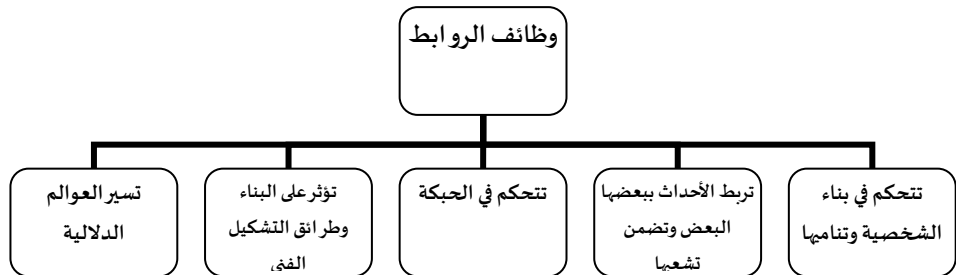 وظائف الروابط
تتحكم في بناء
الشخصية وتناميها
تربط الأحداث ببعضها
البعض وتضمن
تشعبها
تتحكم في الحبكة
تؤثر على البناء
وطرائق التشكيل
الفني
تسير العوالم
الدلالية